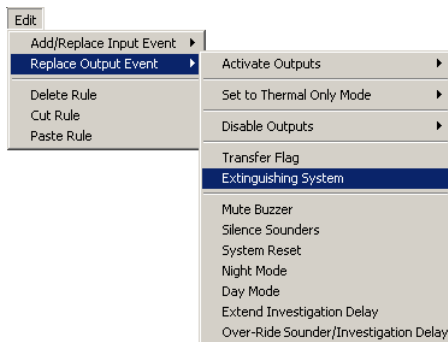 Edit
Add/Replace Input Event
Replace Output Event
Delete Rule
Cut Rule
Paste Rule
Activate Outputs
Set to Thermal Only Mode
Disable Outputs
Transfer Flag
Extinguishing System
Mute Buzzer
Silence Sounders
System Reset
Night Mode
Day Mode
Extend Investigation Delay
Over-Ride Sounder/Investigation Delay